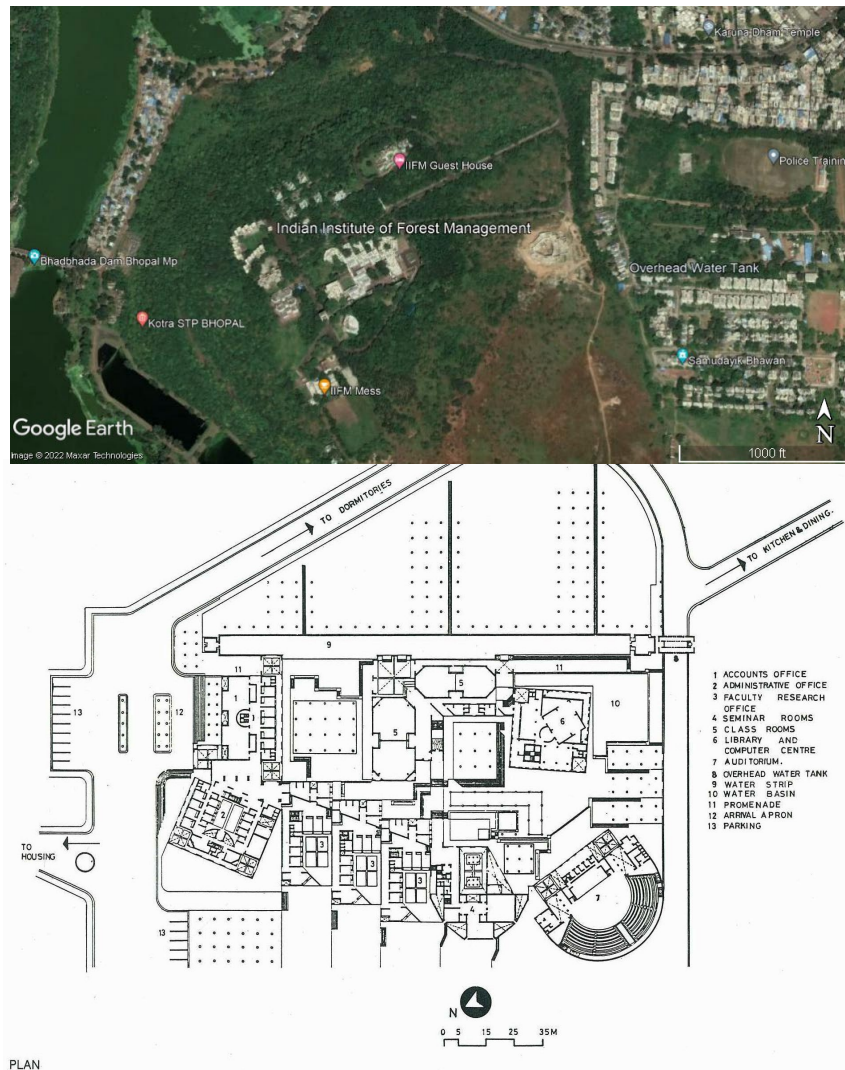 Karuna Dham Temple
IIFM Guest House
Police Trainin
Indian Institute of Forest Management
Bhadbhada Dam Bhopal Mp
Overhead Water Tank
Kotra STP BHOPAL
Samudayik Bhawan
IIFM Mess
Google Earth
N
Image © 2022 Maxar Technologies
1000 ft
TO DORMITORIES
TO KITCHEN & DINING.
9
8
11
11
5
13
12
1
5
6
10
1 ACCOUNTS OFFICE
2 ADMINISTRATIVE OFFICE
3 FACULTY RESEARCH
OFFICE
4 SEMINAR ROOMS
5 CLASS ROOMS
6 LIBRARY AND
COMPUTER CENTRE
7 AUDITORIUM.
8 OVERHEAD WATER TANK
9 WATER STRIP
10 WATER BASIN
11 PROMENADE
12 ARRIVAL APRON
13 PARKING
2
TO
HOUSING
3
3
3
7
4
13
N
0 5 15 25 35M
PLAN